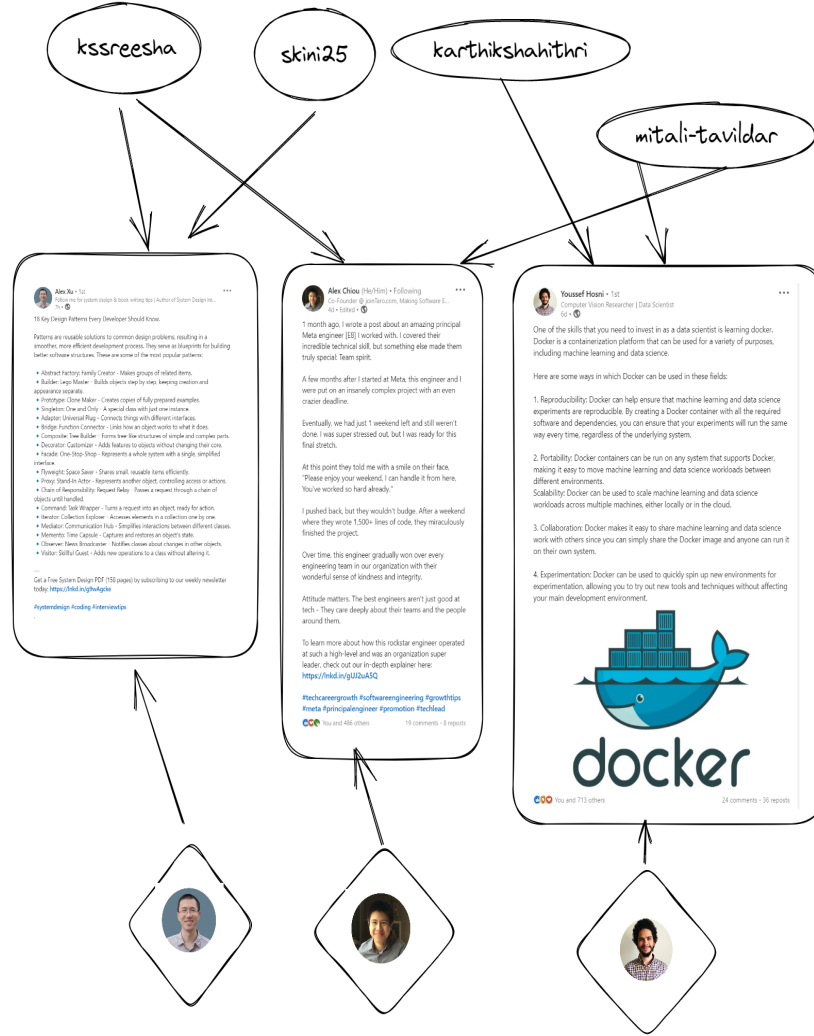 kssreesha
skini25
karthikshahithri
mitali-tavildar
Alex Xu • 1st
Follow me for system design & book writing tips | Author of System Design Ine...
7h •
18 Key Design Patterns Every Developer Should Know.
Patterns are reusable solutions to common design problems, resulting in a
smoother, more efficient development process. They serve as blueprints for building
better software structures. These are some of the most popular patterns:
🔹 Abstract Factory: Family Creator - Makes groups of related items.
🔹 Builder: Lego Master - Builds objects step by step, keeping creation and
appearance separate.
🔹 Prototype: Clone Maker - Creates copies of fully prepared examples.
🔹 Singleton: One and Only - A special class with just one instance.
🔹 Adapter: Universal Plug - Connects things with different interfaces.
🔹 Bridge: Function Connector - Links how an object works to what it does.
🔹 Composite: Tree Builder - Forms tree-like structures of simple and complex parts.
🔹 Decorator: Customizer - Adds features to objects without changing their core.
🔹 Facade: One-Stop-Shop - Represents a whole system with a single, simplified
interface.
🔹 Flyweight: Space Saver - Shares small, reusable items efficiently.
🔹 Proxy: Stand-In Actor - Represents another object, controlling access or actions.
🔹 Chain of Responsibility: Request Relay - Passes a request through a chain of
objects until handled.
🔹 Command: Task Wrapper - Turns a request into an object, ready for action.
🔹 Iterator: Collection Explorer - Accesses elements in a collection one by one.
🔹 Mediator: Communication Hub - Simplifies interactions between different classes.
🔹 Memento: Time Capsule - Captures and restores an object's state.
🔹 Observer: News Broadcaster - Notifies classes about changes in other objects.
🔹 Visitor: Skillful Guest - Adds new operations to a class without altering it.
—
Get a Free System Design PDF (158 pages) by subscribing to our weekly newsletter
today:
#systemdesign #coding #interviewtips
.
Alex Chiou (He/Him) • Following
Co-Founder @ joinTaro.com, Making Software E...
4d • Edited •
1 month ago, I wrote a post about an amazing principal
Meta engineer [E8] I worked with. I covered their
incredible technical skill, but something else made them
truly special: Team spirit.
A few months after I started at Meta, this engineer and I
were put on an insanely complex project with an even
crazier deadline.
Eventually, we had just 1 weekend left and still weren't
done. I was super stressed out, but I was ready for this
final stretch.
At this point they told me with a smile on their face,
"Please enjoy your weekend, I can handle it from here.
You've worked so hard already."
I pushed back, but they wouldn't budge. After a weekend
where they wrote 1,500+ lines of code, they miraculously
finished the project.
Over time, this engineer gradually won over every
engineering team in our organization with their
wonderful sense of kindness and integrity.
Attitude matters. The best engineers aren't just good at
tech - They care deeply about their teams and the people
around them.
To learn more about how this rockstar engineer operated
at such a high-level and was an organization super
leader, check out our in-depth explainer here:
https://lnkd.in/gUJ2uASQ
#techcareergrowth #softwareengineering #growthtips
#meta #principalengineer #promotion #techlead
You and 486 others 19 comments • 8 reposts
Youssef Hosni • 1st
Computer Vision Researcher | Data Scientist
6d •
One of the skills that you need to invest in as a data scientist is learning docker.
Docker is a containerization platform that can be used for a variety of purposes,
including machine learning and data science.
Here are some ways in which Docker can be used in these fields:
1. Reproducibility: Docker can help ensure that machine learning and data science
experiments are reproducible. By creating a Docker container with all the required
software and dependencies, you can ensure that your experiments will run the same
way every time, regardless of the underlying system.
2. Portability: Docker containers can be run on any system that supports Docker,
making it easy to move machine learning and data science workloads between
different environments.
Scalability: Docker can be used to scale machine learning and data science
workloads across multiple machines, either locally or in the cloud.
3. Collaboration: Docker makes it easy to share machine learning and data science
work with others since you can simply share the Docker image and anyone can run it
on their own system.
4. Experimentation: Docker can be used to quickly spin up new environments for
experimentation, allowing you to try out new tools and techniques without affecting
your main development environment.
docker
You and 713 others 24 comments • 36 reposts